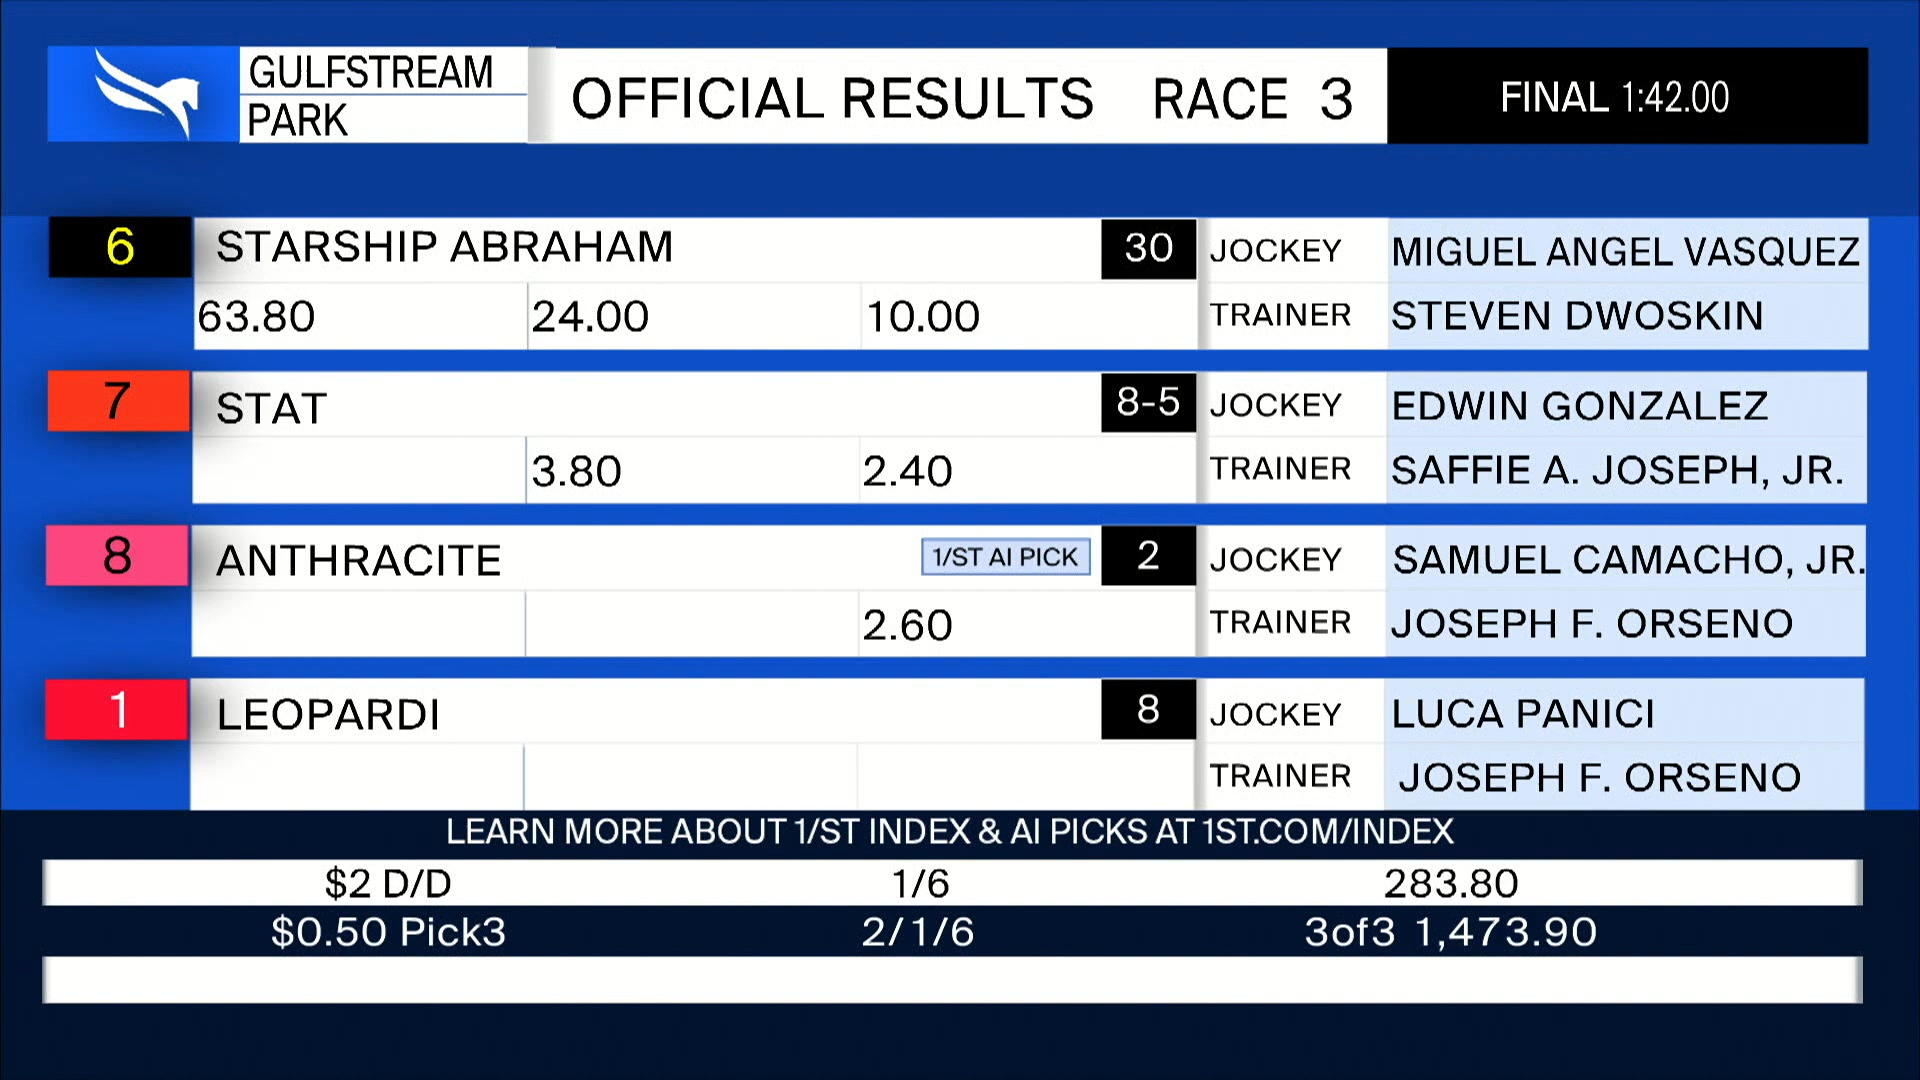 GULFSTREAM
PARK
OFFICIAL RESULTS RACE 3
FINAL 1:42.00
6 STARSHIP ABRAHAM 30 JOCKEY MIGUEL ANGEL VASQUEZ
63.80 24.00 10.00 TRAINER STEVEN DWOSKIN
7 STAT 8-5 JOCKEY EDWIN GONZALEZ
3.80 2.40 TRAINER SAFFIE A. JOSEPH, JR.
8 ANTHRACITE 1/ST AI PICK 2 JOCKEY SAMUEL CAMACHO, JR.
2.60 TRAINER JOSEPH F. ORSENO
1 LEOPARDI 8 JOCKEY LUCA PANICI
TRAINER JOSEPH F. ORSENO
LEARN MORE ABOUT 1/ST INDEX & AI PICKS AT 1ST.COM/INDEX
$2 D/D 1/6 283.80
$0.50 Pick3 2/1/6 3of3 1,473.90